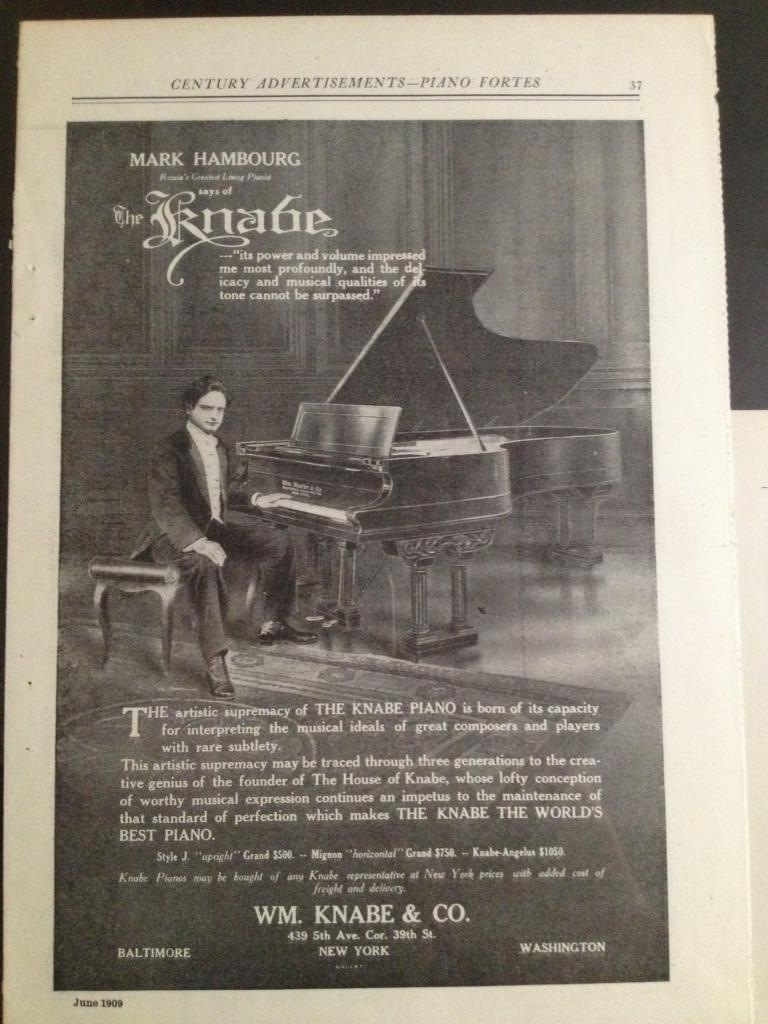 CENTURY ADVERTISEMENTS—PIANO FORTES 37
MARK HAMBOURG
Russia's Greatest Living Pianist
says of
The Knabe
---"its power and volume impressed
me most profoundly, and the del-
icacy and musical qualities of its
tone cannot be surpassed."
Wm. Knabe & Co
THE artistic supremacy of THE KNABE PIANO is born of its capacity
for interpreting the musical ideals of great composers and players
with rare subtlety.
This artistic supremacy may be traced through three generations to the crea-
tive genius of the founder of The House of Knabe, whose lofty conception
of worthy musical expression continues an impetus to the maintenance of
that standard of perfection which makes THE KNABE THE WORLD'S
BEST PIANO.
Style J. "upright" Grand $500. -- Mignon "horizontal" Grand $750. -- Knabe-Angelus $1050.
Knabe Pianos may be bought of any Knabe representative at New York prices with added cost of
freight and delivery.
WM. KNABE & CO.
439 5th Ave. Cor. 39th St.
BALTIMORE NEW YORK WASHINGTON
June 1909